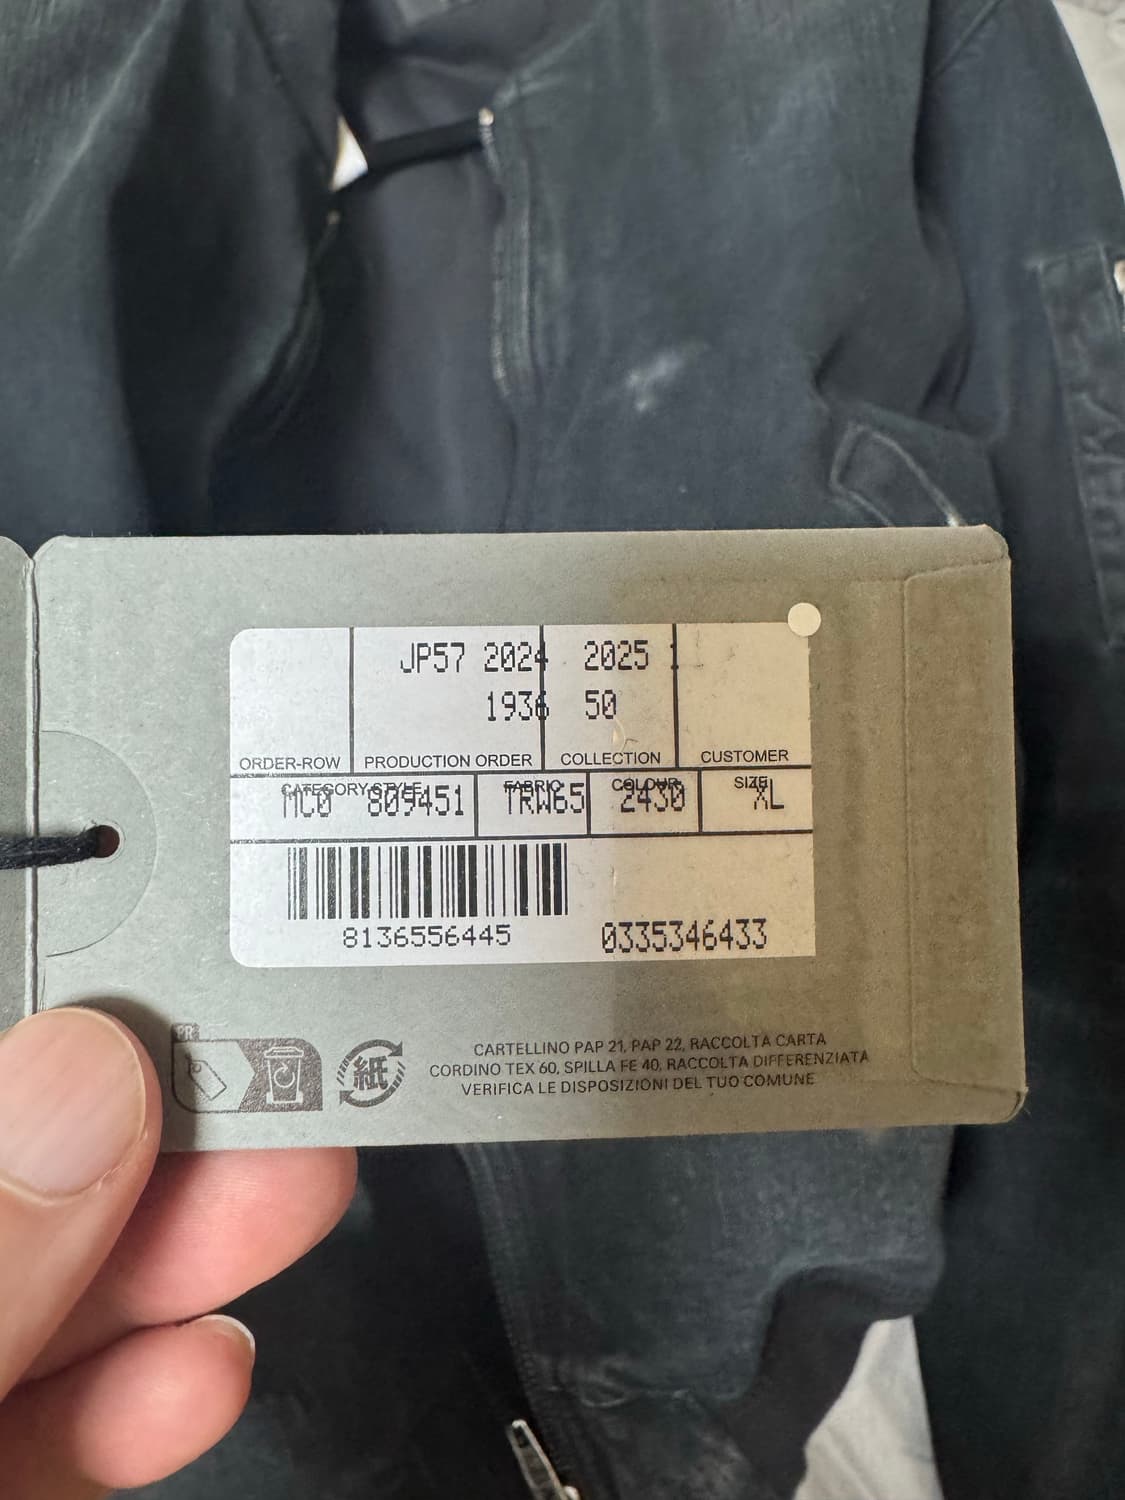 JP57 2024 2025 1
1936 50
ORDER-ROW PRODUCTION ORDER COLLECTION CUSTOMER
CATEGORY STYLE FABRIC COLOUR SIZE
MC0 809451 TRW65 2430 XL
8136556445 0335346433
PR
紙
CARTELLINO PAP 21, PAP 22, RACCOLTA CARTA
CORDINO TEX 60, SPILLA FE 40, RACCOLTA DIFFERENZIATA
VERIFICA LE DISPOSIZIONI DEL TUO COMUNE